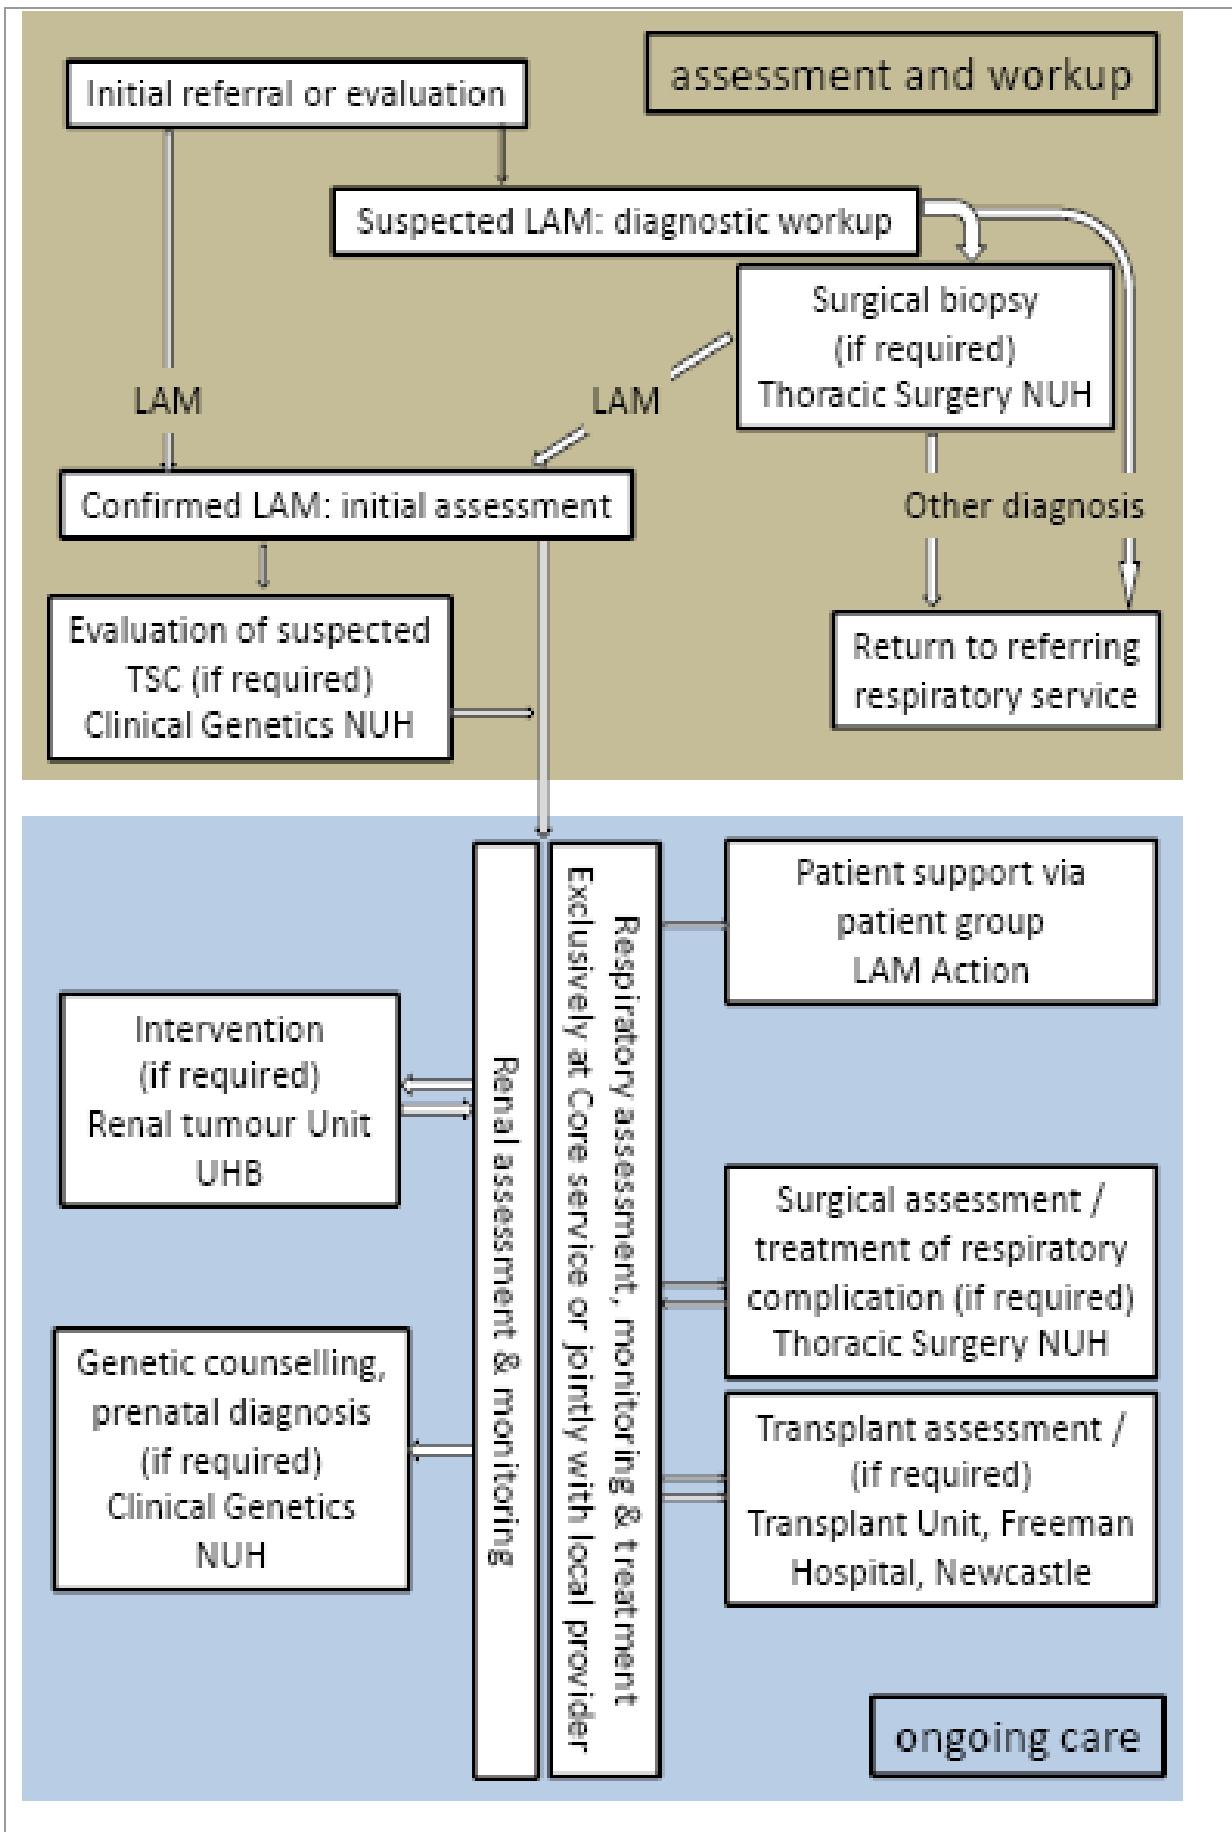 assessment and workup
Initial referral or evaluation
Suspected LAM: diagnostic workup
Surgical biopsy
(if required)
Thoracic Surgery NUH
LAM
LAM
Confirmed LAM: initial assessment
Other diagnosis
Evaluation of suspected
TSC (if required)
Clinical Genetics NUH
Return to referring
respiratory service
Patient support via
patient group
LAM Action
Intervention
(if required)
Renal tumour Unit
UHB
Renal assessment & monitoring
Respiratory assessment, monitoring & treatment
Exclusively at Core service or jointly with local provider
Surgical assessment /
treatment of respiratory
complication (if required)
Thoracic Surgery NUH
Genetic counselling,
prenatal diagnosis
(if required)
Clinical Genetics
NUH
Transplant assessment /
(if required)
Transplant Unit, Freeman
Hospital, Newcastle
ongoing care